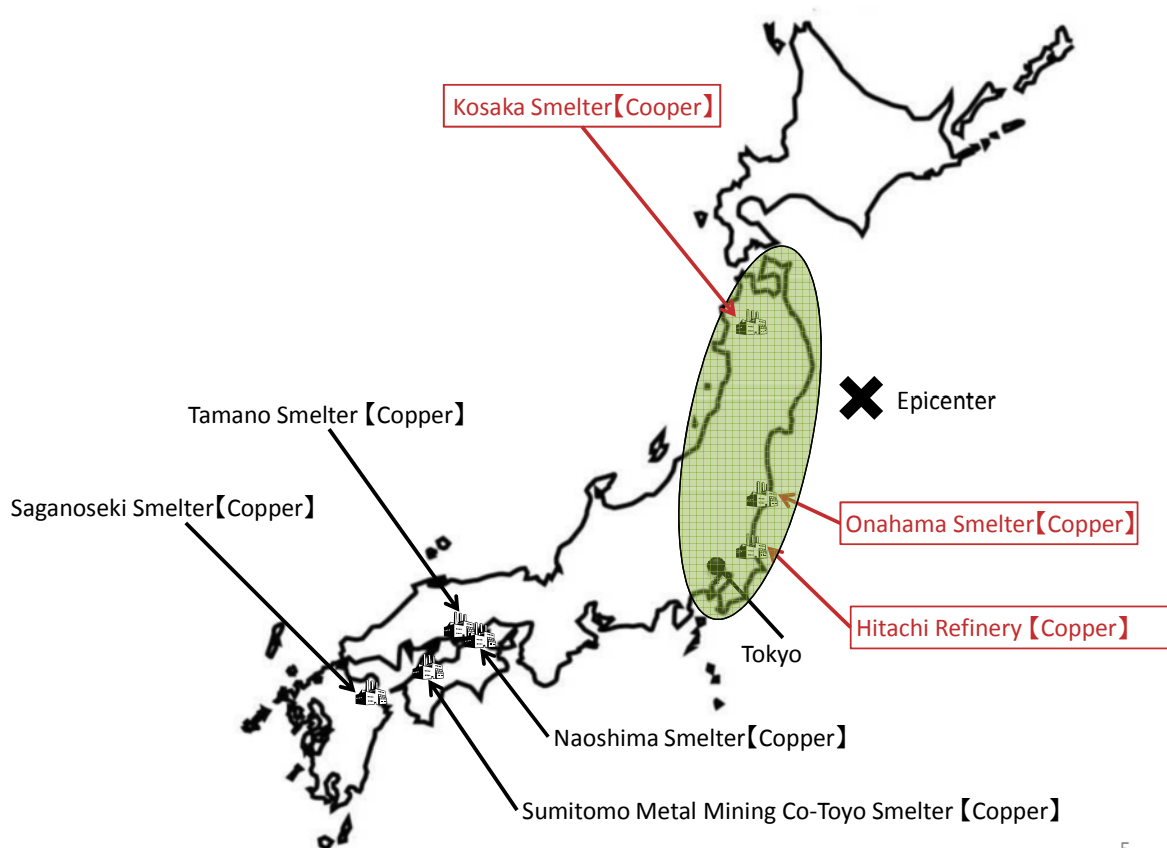 Kosaka Smelter【Cooper】
Epicenter
Tamano Smelter【Copper】
Saganoseki Smelter【Copper】
Onahama Smelter【Copper】
Hitachi Refinery【Copper】
Tokyo
Naoshima Smelter【Copper】
Sumitomo Metal Mining Co-Toyo Smelter【Copper】